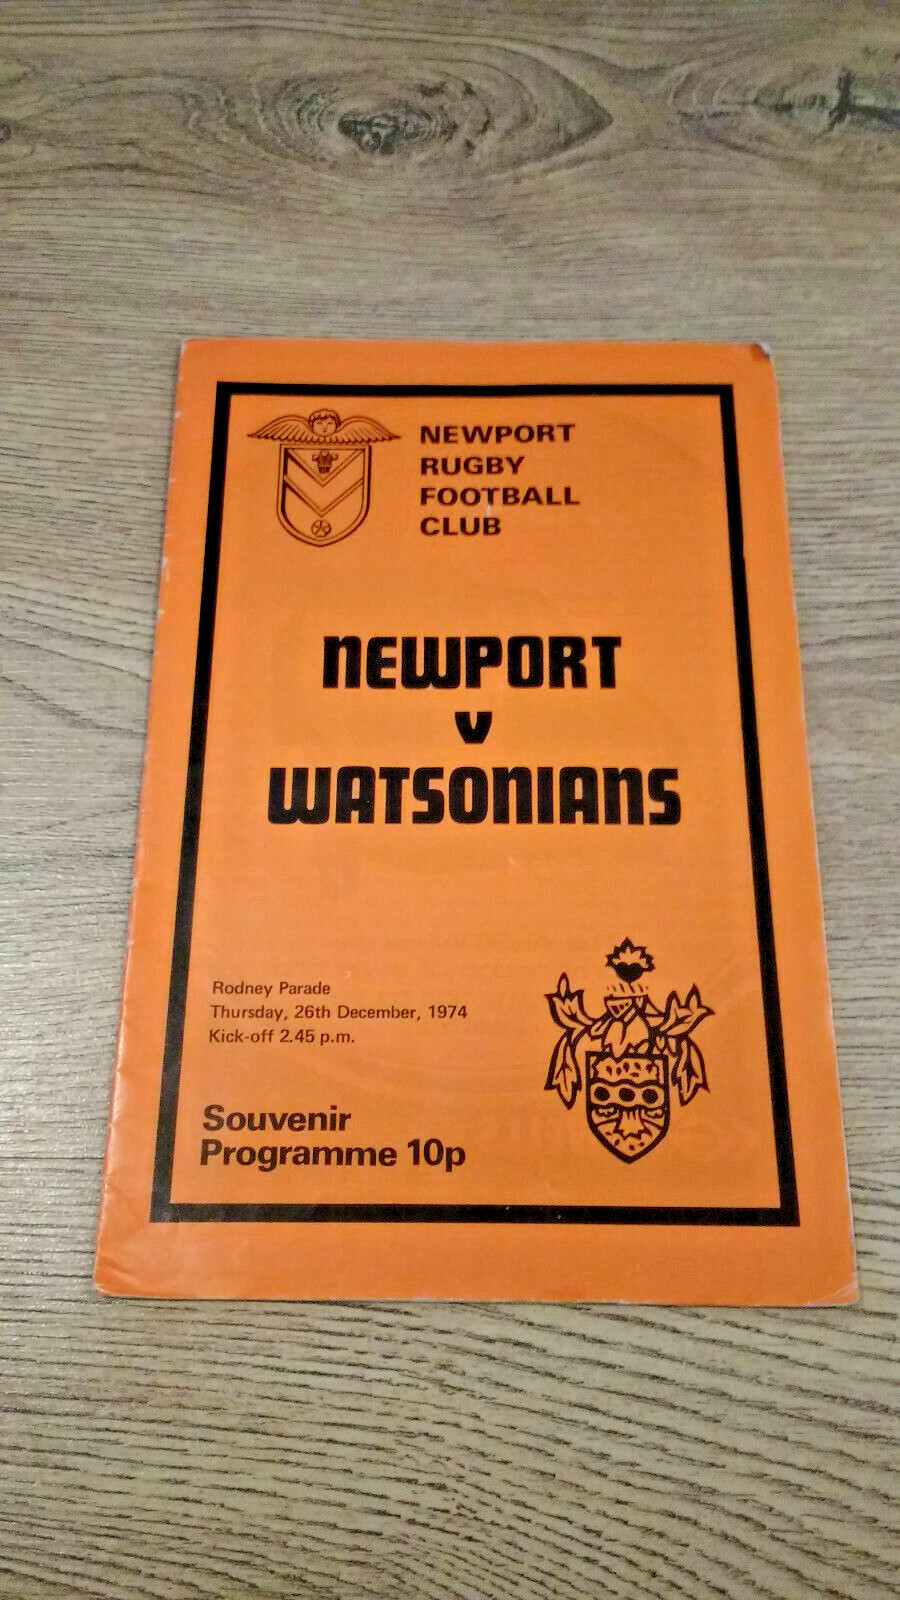 NEWPORT
RUGBY
FOOTBALL
CLUB
NEWPORT
v
WATSONIANS
Rodney Parade
Thursday, 26th December, 1974
Kick-off 2.45 p.m.
Souvenir
Programme 10p